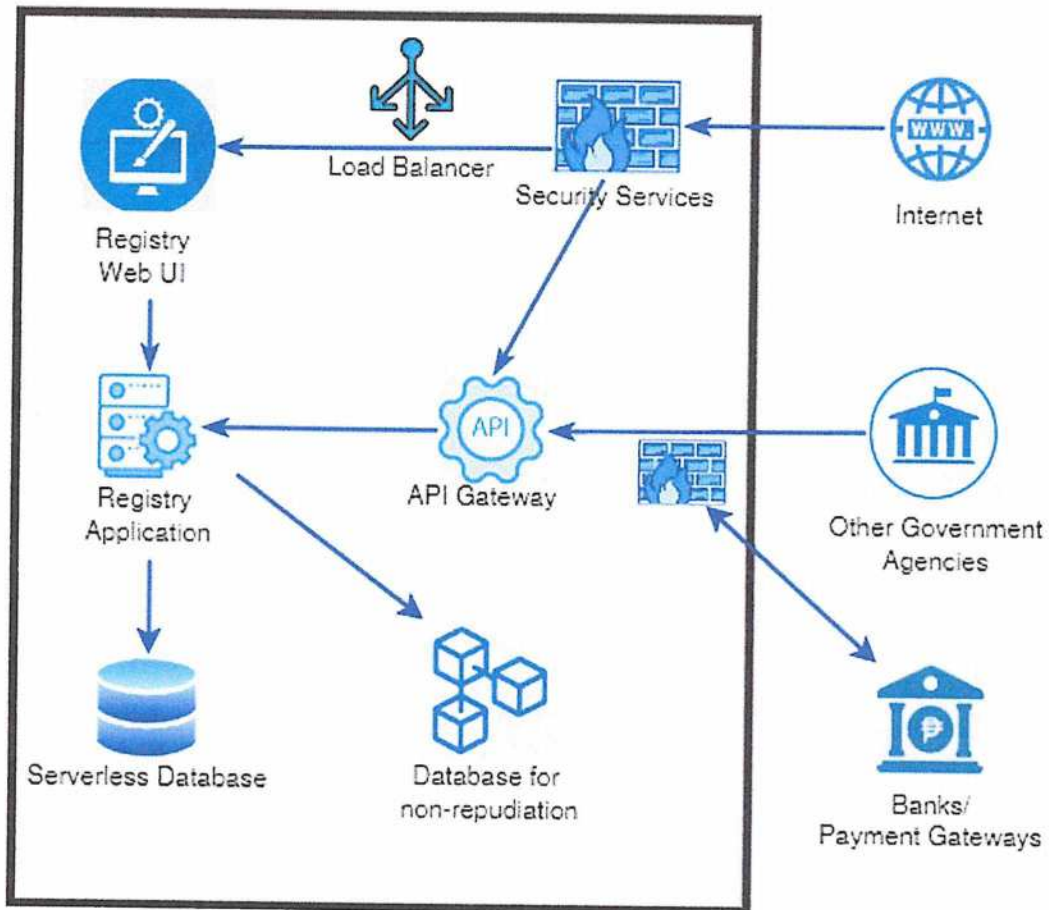 Load Balancer
Security Services
WWW.
Internet
Registry
Web UI
API
API Gateway
Registry
Application
Other Government
Agencies
Serverless Database
Database for
non-repudiation
₱
Banks/
Payment Gateways